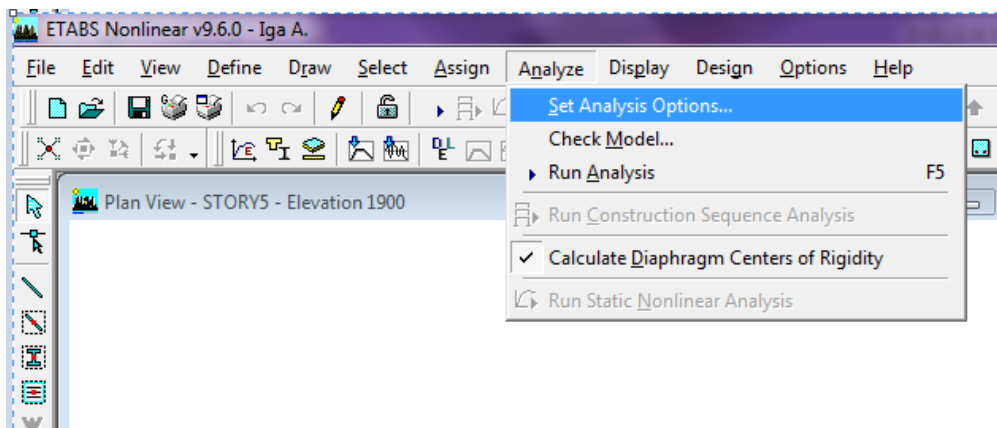 ETABS Nonlinear v9.6.0 - Iga A.
File Edit View Define Draw Select Assign Analyze Display Design Options Help
Set Analysis Options...
Check Model...
Run Analysis F5
Run Construction Sequence Analysis
Calculate Diaphragm Centers of Rigidity
Run Static Nonlinear Analysis
Plan View - STORY5 - Elevation 1900